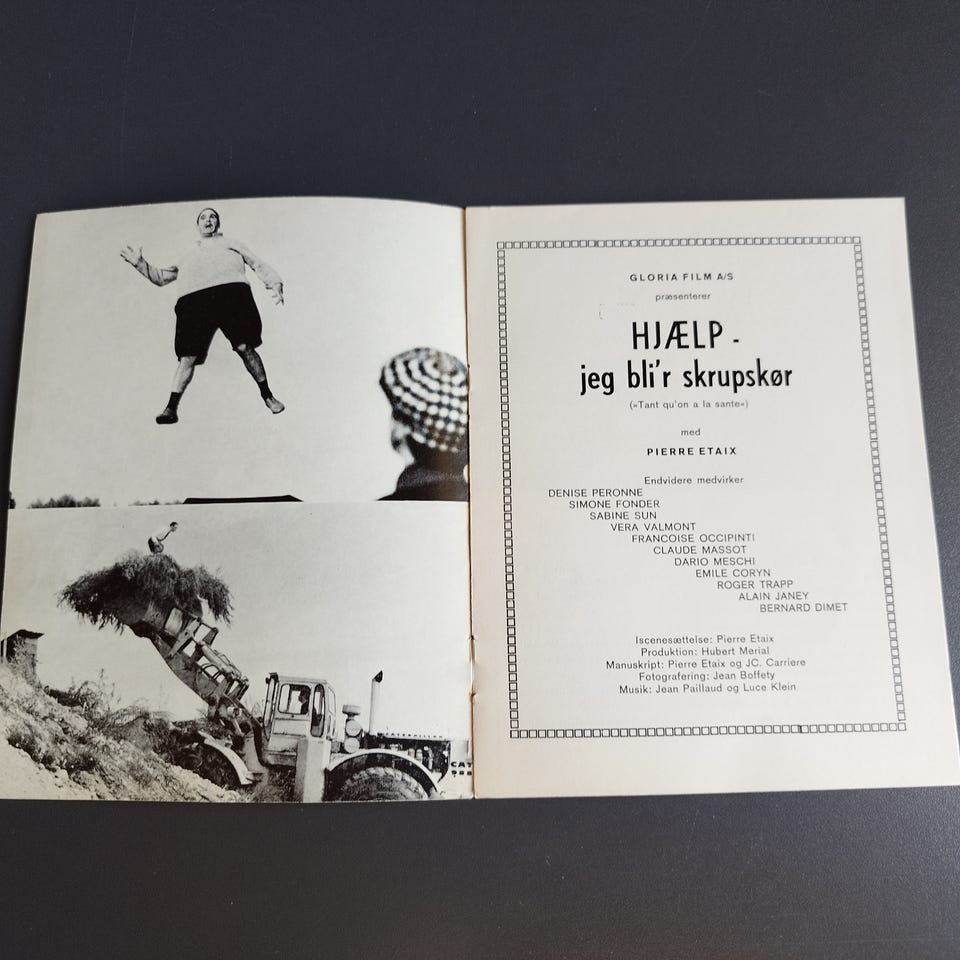 CATERPILLAR
CAT
988
GLORIA FILM A/S
præsenterer
HJÆLP -
jeg bli'r skrupskør
(»Tant qu'on a la sante«)
med
PIERRE ETAIX
Endvidere medvirker
DENISE PERONNE
SIMONE FONDER
SABINE SUN
VERA VALMONT
FRANCOISE OCCIPINTI
CLAUDE MASSOT
DARIO MESCHI
EMILE CORYN
ROGER TRAPP
ALAIN JANEY
BERNARD DIMET
Iscenesættelse: Pierre Etaix
Produktion: Hubert Merial
Manuskript: Pierre Etaix og JC. Carriere
Fotografering: Jean Boffety
Musik: Jean Paillaud og Luce Klein